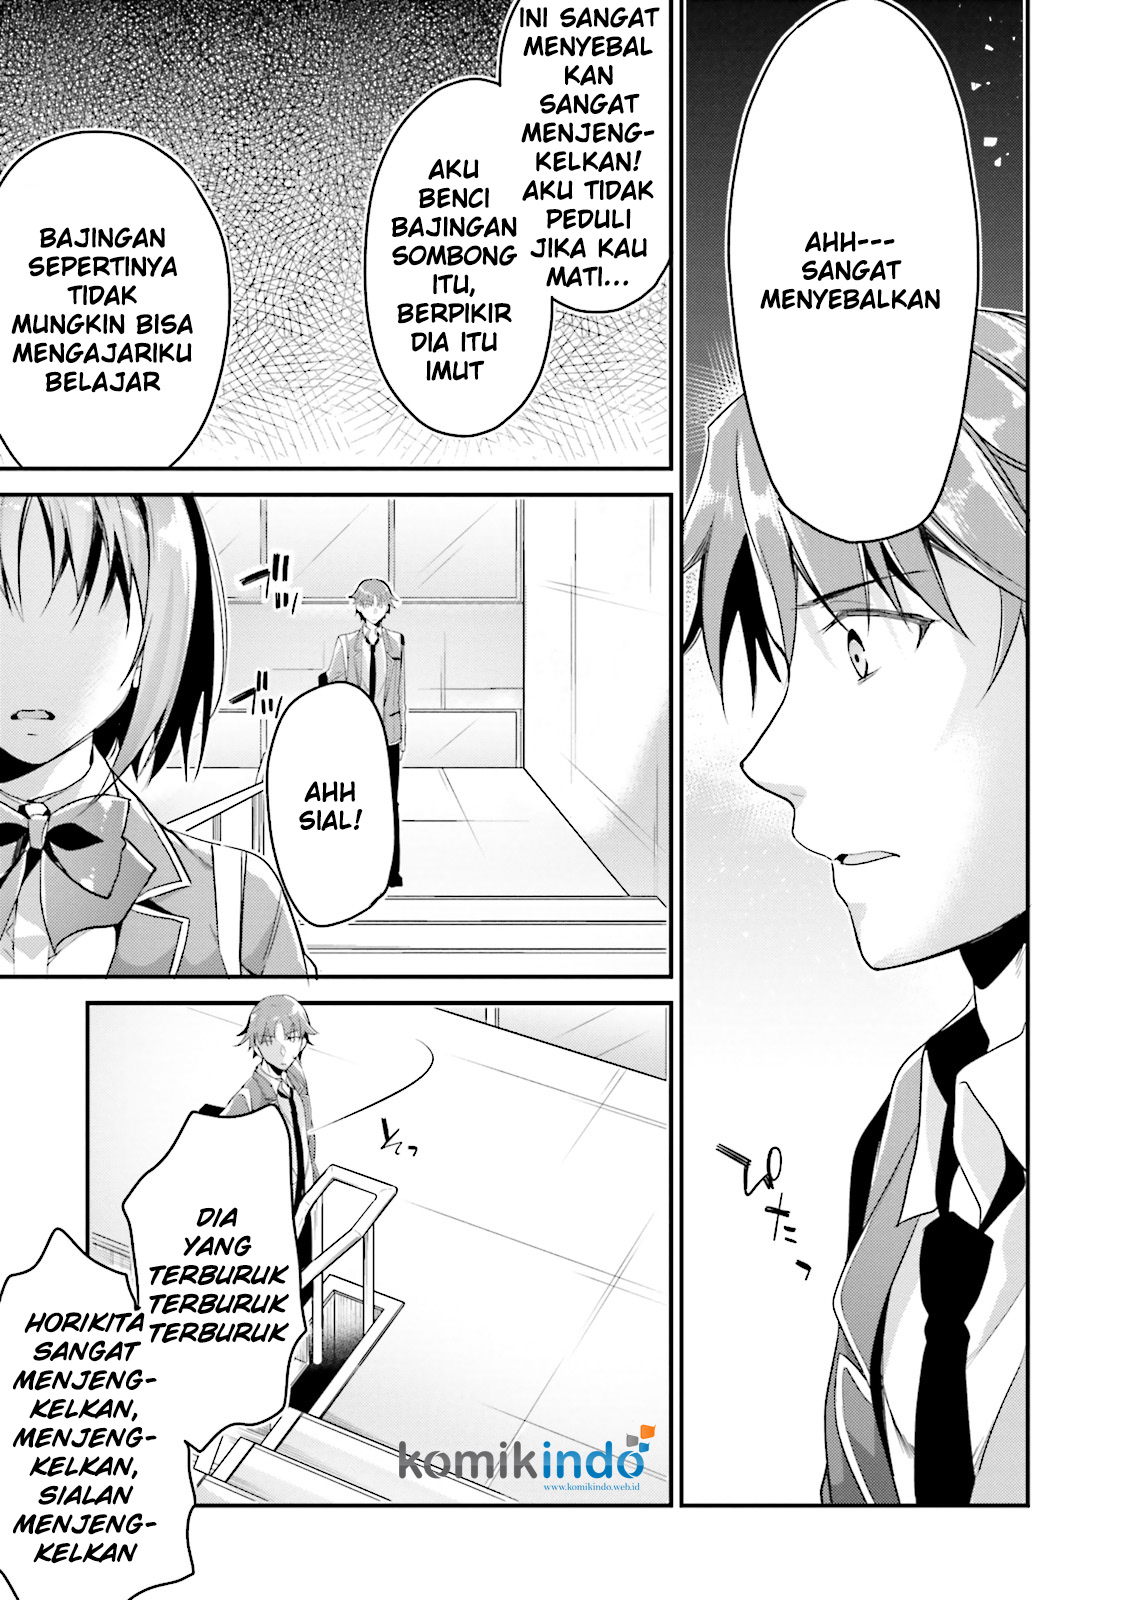 AHH---
SANGAT
MENYEBALKAN
INI SANGAT
MENYEBAL
KAN
SANGAT
MENJENG-
KELKAN!
AKU TIDAK
PEDULI
JIKA KAU
MATI...
AKU
BENCI
BAJINGAN
SOMBONG
ITU,
BERPIKIR
DIA ITU
IMUT
BAJINGAN
SEPERTINYA
TIDAK
MUNGKIN BISA
MENGAJARIKU
BELAJAR
AHH
SIAL!
DIA
YANG
TERBURUK
TERBURUK
TERBURUK
HORIKITA
SANGAT
MENJENG-
KELKAN,
MENJENG-
KELKAN,
SIALAN
MENJENG-
KELKAN
komikindo
www.komikindo.web.id